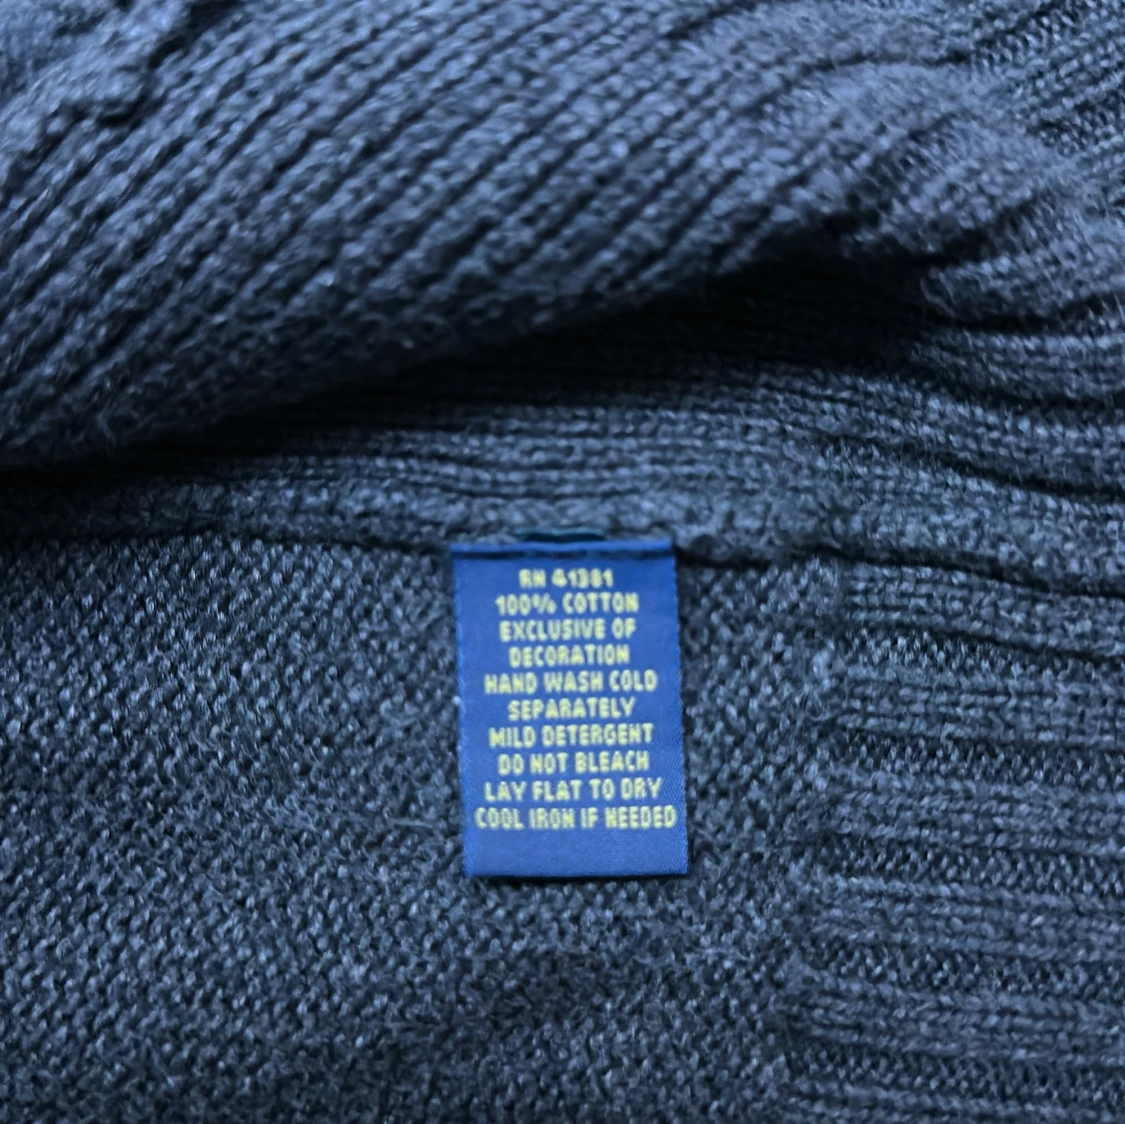 RN 41381
100% COTTON
EXCLUSIVE OF
DECORATION
HAND WASH COLD
SEPARATELY
MILD DETERGENT
DO NOT BLEACH
LAY FLAT TO DRY
COOL IRON IF NEEDED